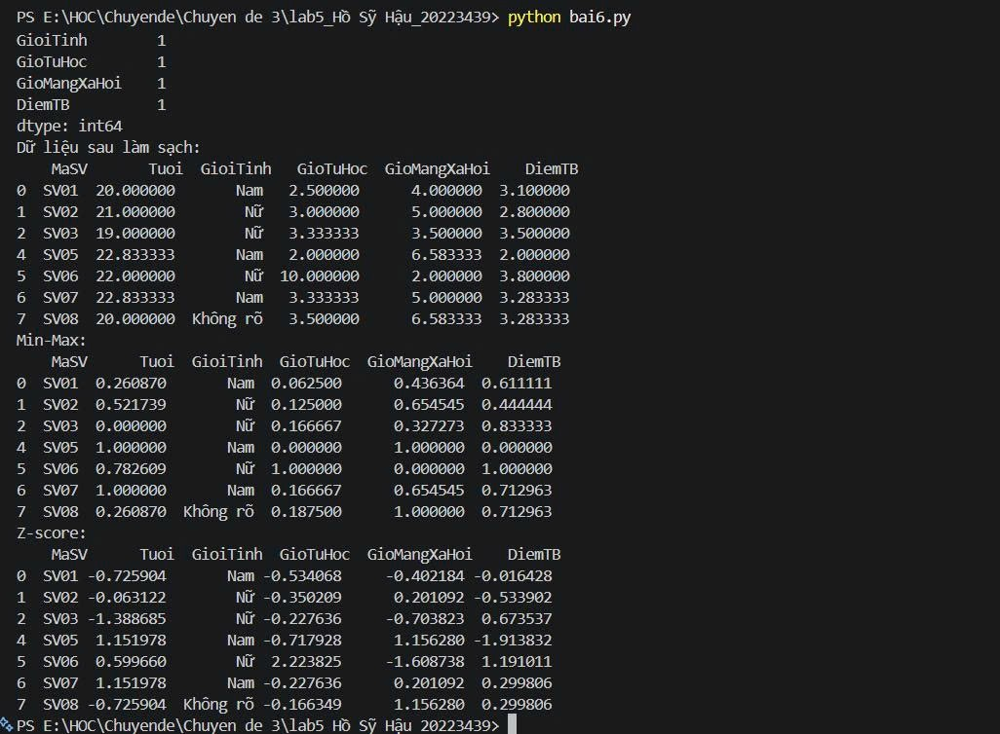 PS E:\HOC\Chuyende\Chuyen de 3\lab5_Hồ Sỹ Hậu_20223439> python bai6.py
GioiTinh        1
GioTuHoc        1
GioMangXaHoi    1
DiemTB          1
dtype: int64
Dữ liệu sau làm sạch:
    MaSV       Tuoi  GioiTinh   GioTuHoc  GioMangXaHoi    DiemTB
0  SV01  20.000000       Nam   2.500000      4.000000  3.100000
1  SV02  21.000000        Nữ   3.000000      5.000000  2.800000
2  SV03  19.000000        Nữ   3.333333      3.500000  3.500000
4  SV05  22.833333       Nam   2.000000      6.583333  2.000000
5  SV06  22.000000        Nữ  10.000000      2.000000  3.800000
6  SV07  22.833333       Nam   3.333333      5.000000  3.283333
7  SV08  20.000000  Không rõ   3.500000      6.583333  3.283333
Min-Max:
    MaSV      Tuoi  GioiTinh  GioTuHoc  GioMangXaHoi    DiemTB
0  SV01  0.260870       Nam  0.062500      0.436364  0.611111
1  SV02  0.521739        Nữ  0.125000      0.654545  0.444444
2  SV03  0.000000        Nữ  0.166667      0.327273  0.833333
4  SV05  1.000000       Nam  0.000000      1.000000  0.000000
5  SV06  0.782609        Nữ  1.000000      0.000000  1.000000
6  SV07  1.000000       Nam  0.166667      0.654545  0.712963
7  SV08  0.260870  Không rõ  0.187500      1.000000  0.712963
Z-score:
    MaSV      Tuoi  GioiTinh  GioTuHoc  GioMangXaHoi    DiemTB
0  SV01 -0.725904       Nam -0.534068     -0.402184 -0.016428
1  SV02 -0.063122        Nữ -0.350209      0.201092 -0.533902
2  SV03 -1.388685        Nữ -0.227636     -0.703823  0.673537
4  SV05  1.151978       Nam -0.717928      1.156280 -1.913832
5  SV06  0.599660        Nữ  2.223825     -1.608738  1.191011
6  SV07  1.151978       Nam -0.227636      0.201092  0.299806
7  SV08 -0.725904  Không rõ -0.166349      1.156280  0.299806
PS E:\HOC\Chuyende\Chuyen de 3\lab5_Hồ Sỹ Hậu_20223439>